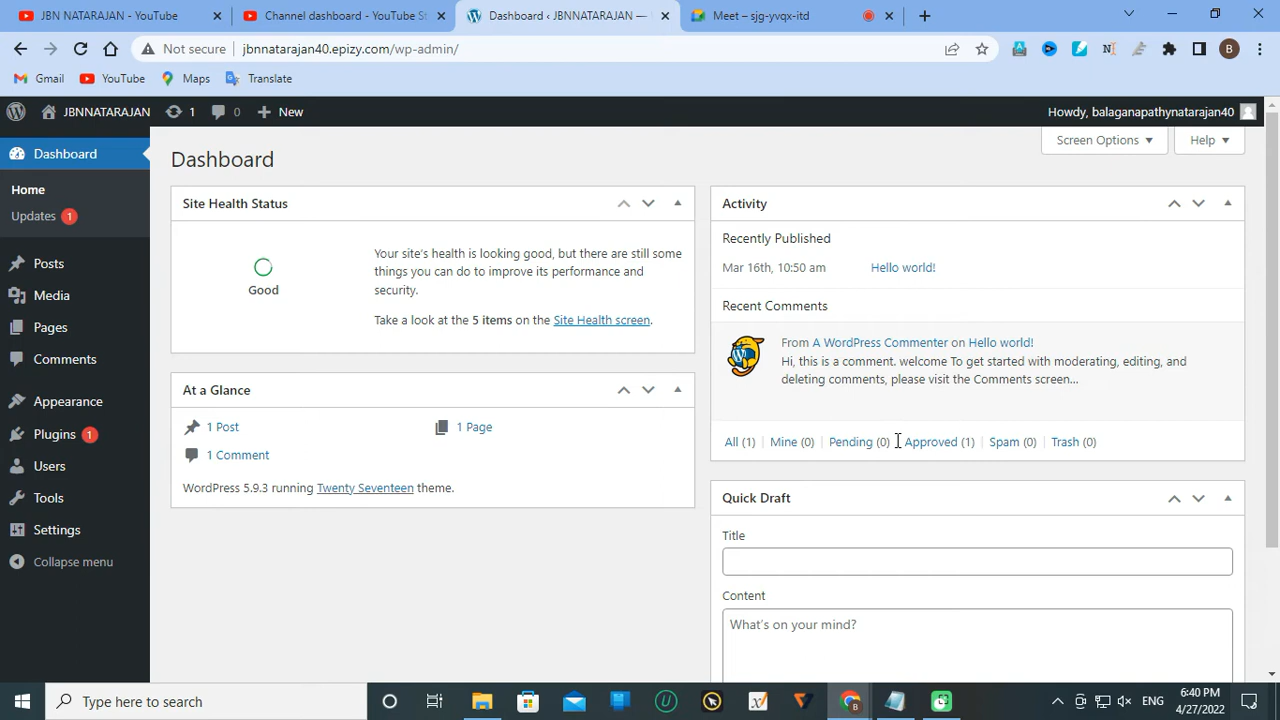 JBN NATARAJAN - YouTube
Channel dashboard - YouTube St
Dashboard ‹ JBNNATARAJAN —
Meet – sjg-yvqx-itd
Not secure
jbnnatarajan40.epizy.com/wp-admin/
B
Gmail
YouTube
Maps
Translate
JBNNATARAJAN
1
0
New
Howdy, balaganapathynatarajan40
Dashboard
Home
Updates 1
Posts
Media
Pages
Comments
Appearance
Plugins 1
Users
Tools
Settings
Collapse menu
Dashboard
Screen Options
Help
Site Health Status
Good
Your site's health is looking good, but there are still some
things you can do to improve its performance and
security.
Take a look at the 5 items on the Site Health screen.
At a Glance
1 Post
1 Page
1 Comment
WordPress 5.9.3 running Twenty Seventeen theme.
Activity
Recently Published
Mar 16th, 10:50 am
Hello world!
Recent Comments
From A WordPress Commenter on Hello world!
Hi, this is a comment. welcome To get started with moderating, editing, and
deleting comments, please visit the Comments screen...
All (1) | Mine (0) | Pending (0) | Approved (1) | Spam (0) | Trash (0)
Quick Draft
Title
Content
What's on your mind?
Type here to search
ENG
6:40 PM
4/27/2022